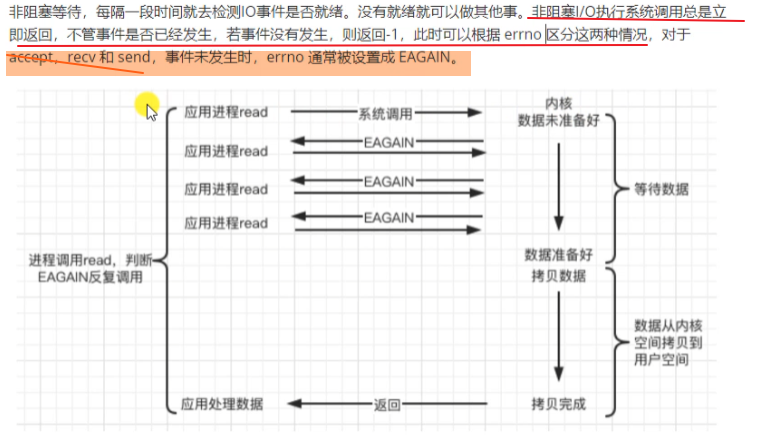 非阻塞等待，每隔一段时间就去检测IO事件是否就绪。没有就绪就可以做其他事。非阻塞I/O执行系统调用总是立
即返回，不管事件是否已经发生，若事件没有发生，则返回-1，此时可以根据 errno 区分这两种情况，对于
accept，recv 和 send，事件未发生时，errno 通常被设置成 EAGAIN。
应用进程read
系统调用
内核
数据未准备好
应用进程read
EAGAIN
应用进程read
EAGAIN
等待数据
应用进程read
EAGAIN
进程调用read，判断
EAGAIN反复调用
数据准备好
拷贝数据
数据从内核
空间拷贝到
用户空间
应用处理数据
返回
拷贝完成